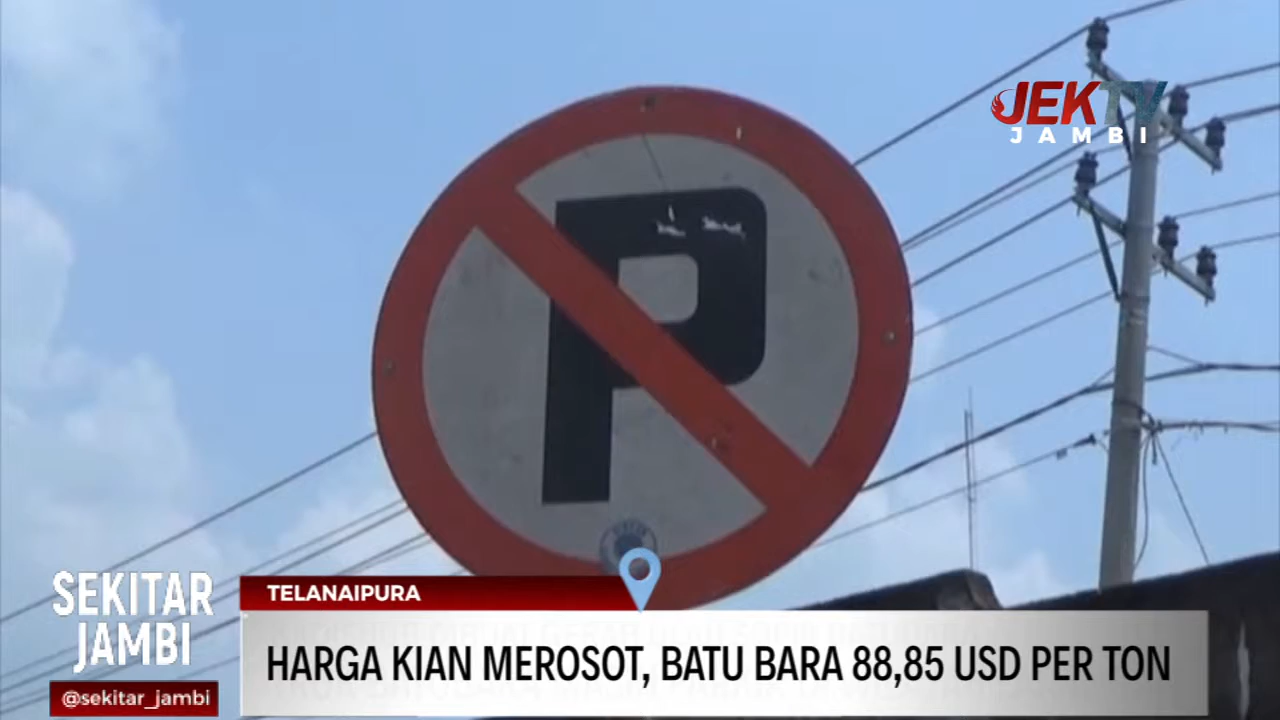 JEKTV
JAMBI
P
SEKITAR
JAMBI
@sekitar_jambi
TELANAIPURA
HARGA KIAN MEROSOT, BATU BARA 88,85 USD PER TON